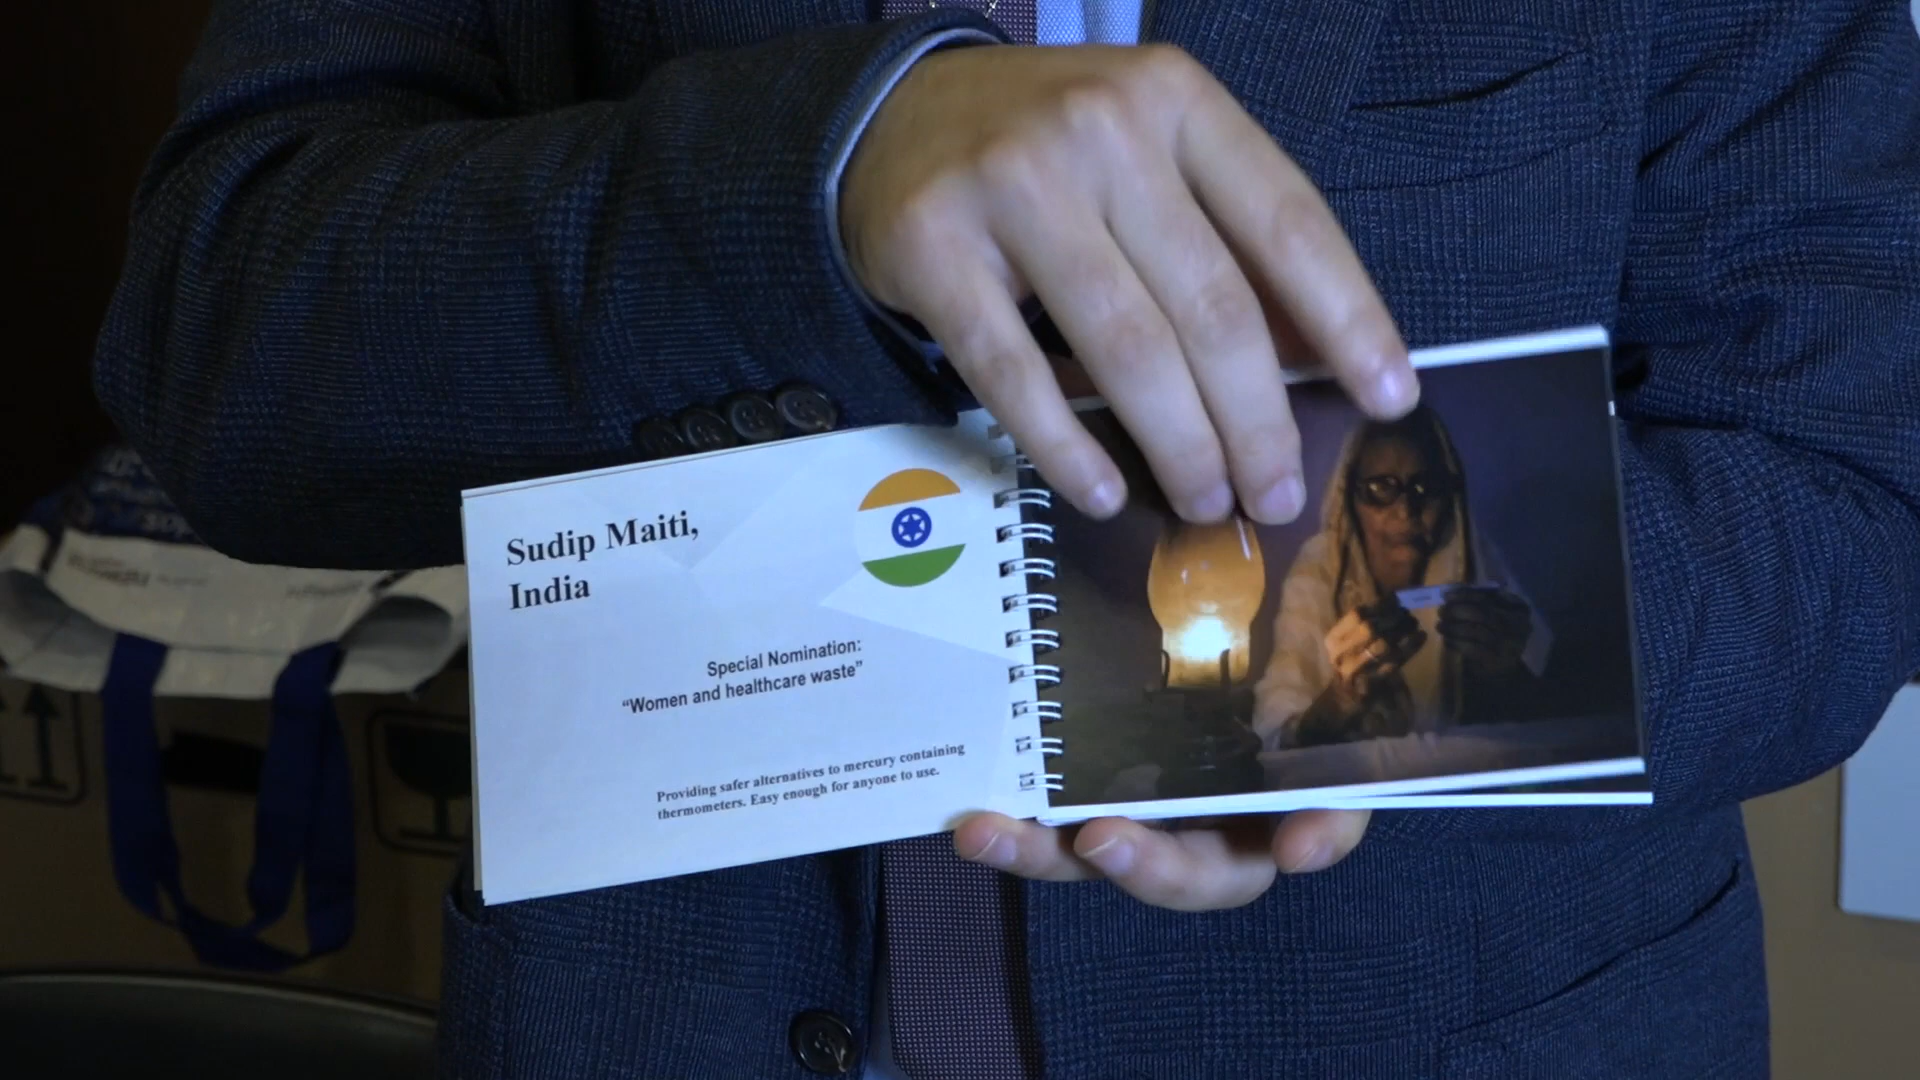 Sudip Maiti,
India
Special Nomination:
“Women and healthcare waste”
Providing safer alternatives to mercury containing
thermometers. Easy enough for anyone to use.